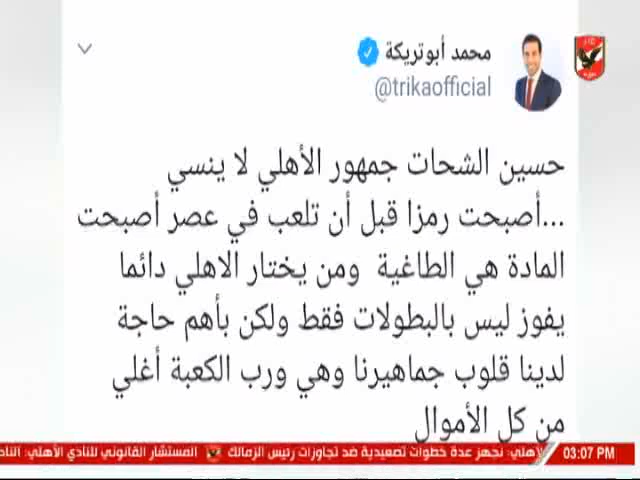 محمد أبوتريكة
@trikaofficial
حسين الشحات جمهور الأهلي لا ينسي
...أصبحت رمزا قبل أن تلعب في عصر أصبحت
المادة هي الطاغية ومن يختار الاهلي دائما
يفوز ليس بالبطولات فقط ولكن بأهم حاجة
لدينا قلوب جماهيرنا وهي ورب الكعبة أغلي
من كل الأموال
لأهلي: نجهز عدة خطوات تصعيدية ضد تجاوزات رئيس الزمالك المستشار القانوني للنادي الأهلي: الناد
03:07 PM